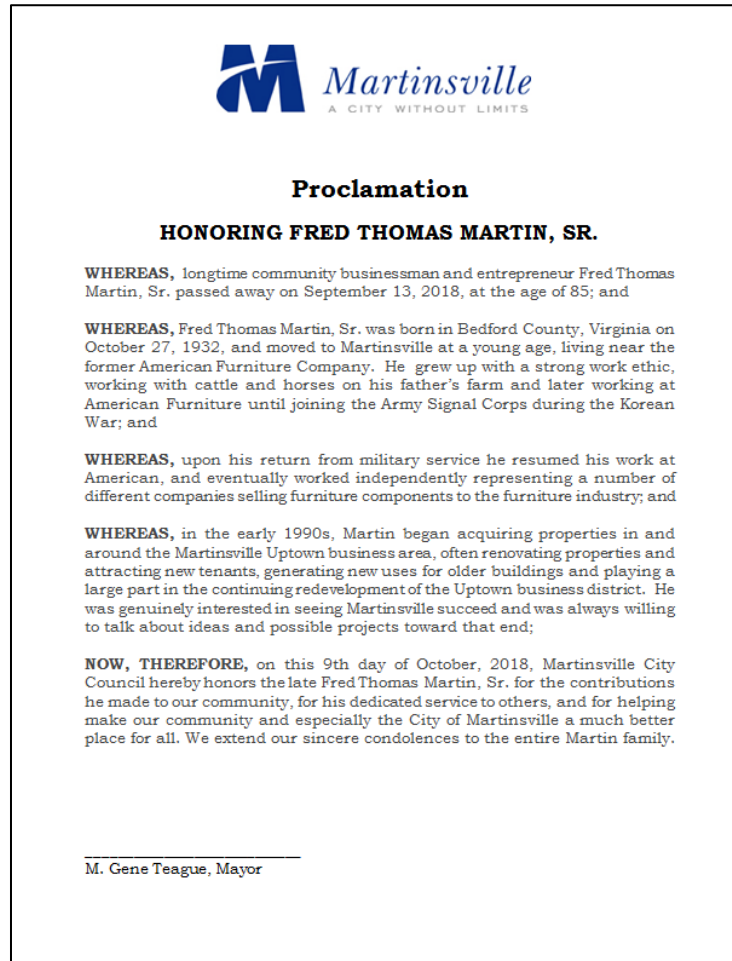 Martinsville
A CITY WITHOUT LIMITS
Proclamation
HONORING FRED THOMAS MARTIN, SR.
WHEREAS, longtime community businessman and entrepreneur Fred Thomas
Martin, Sr. passed away on September 13, 2018, at the age of 85; and
WHEREAS, Fred Thomas Martin, Sr. was born in Bedford County, Virginia on
October 27, 1932, and moved to Martinsville at a young age, living near the
former American Furniture Company. He grew up with a strong work ethic,
working with cattle and horses on his father's farm and later working at
American Furniture until joining the Army Signal Corps during the Korean
War; and
WHEREAS, upon his return from military service he resumed his work at
American, and eventually worked independently representing a number of
different companies selling furniture components to the furniture industry; and
WHEREAS, in the early 1990s, Martin began acquiring properties in and
around the Martinsville Uptown business area, often renovating properties and
attracting new tenants, generating new uses for older buildings and playing a
large part in the continuing redevelopment of the Uptown business district. He
was genuinely interested in seeing Martinsville succeed and was always willing
to talk about ideas and possible projects toward that end;
NOW, THEREFORE, on this 9th day of October, 2018, Martinsville City
Council hereby honors the late Fred Thomas Martin, Sr. for the contributions
he made to our community, for his dedicated service to others, and for helping
make our community and especially the City of Martinsville a much better
place for all. We extend our sincere condolences to the entire Martin family.
M. Gene Teague, Mayor